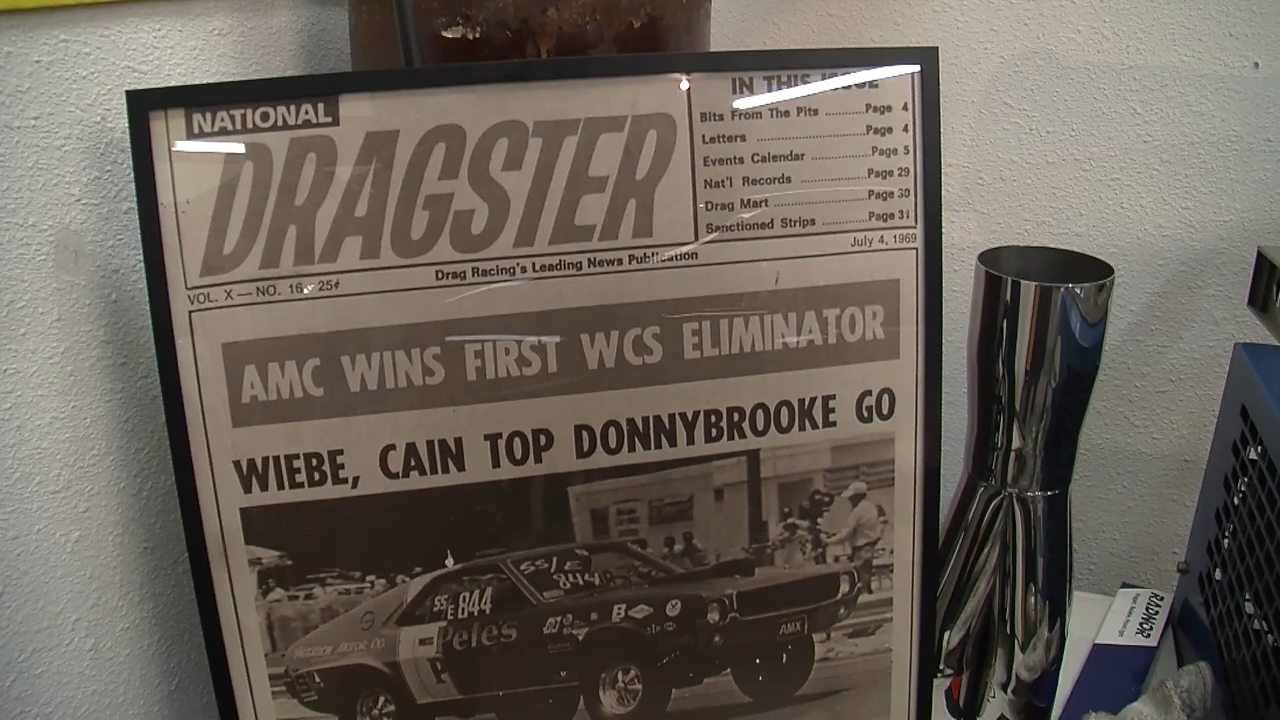 NATIONAL
DRAGSTER
IN THIS ISSUE
Bits From The Pits ..........Page 4
Letters ..........Page 4
Events Calendar ..........Page 5
Nat'l Records ..........Page 29
Drag Mart ..........Page 30
Sanctioned Strips ..........Page 31
VOL. X — NO. 16 25¢
Drag Racing's Leading News Publication
July 4, 1969
AMC WINS FIRST WCS ELIMINATOR
WIEBE, CAIN TOP DONNYBROOKE GO
SS/E
844
SS/E 844
Pete's
MOTOR CO.
AMX
RADNOR